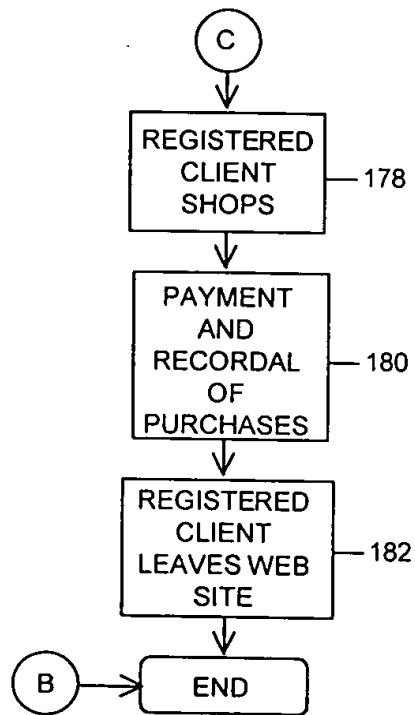 C
REGISTERED
CLIENT
SHOPS
178
PAYMENT
AND
RECORDAL
OF
PURCHASES
180
REGISTERED
CLIENT
LEAVES WEB
SITE
182
B
END